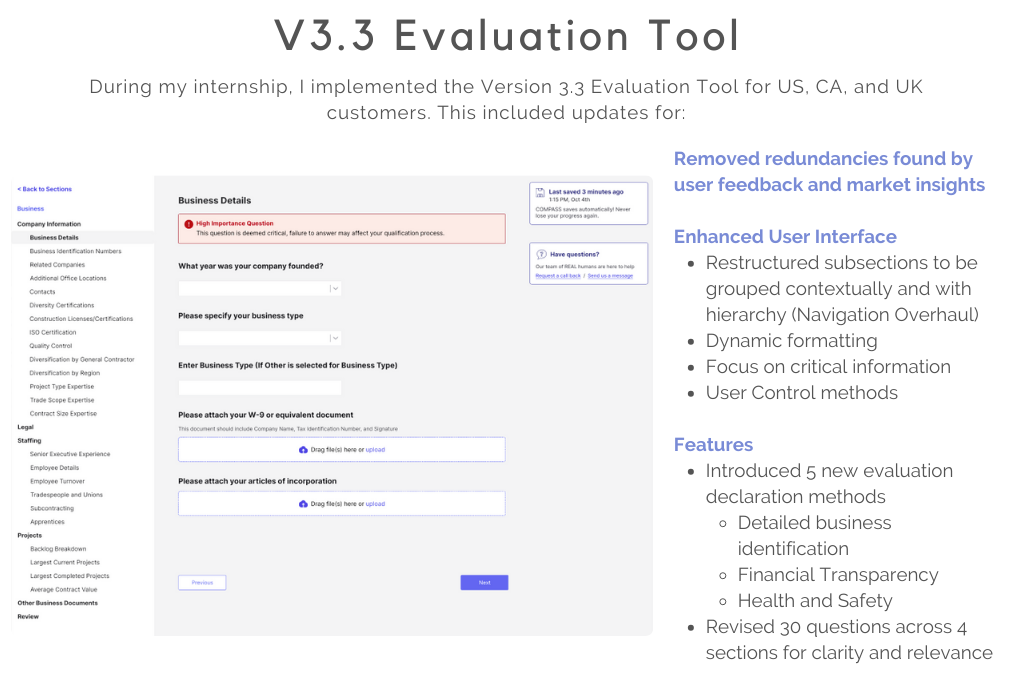 V3.3 Evaluation Tool
During my internship, I implemented the Version 3.3 Evaluation Tool for US, CA, and UK
customers. This included updates for:
< Back to Sections
Business
Company Information
Business Details
Business Identification Numbers
Related Companies
Additional Office Locations
Contacts
Diversity Certifications
Construction Licenses/Certifications
ISO Certification
Quality Control
Diversification by General Contractor
Diversification by Region
Project Type Expertise
Trade Scope Expertise
Contract Size Expertise
Legal
Staffing
Senior Executive Experience
Employee Details
Employee Turnover
Tradespeople and Unions
Subcontracting
Apprentices
Projects
Backlog Breakdown
Largest Current Projects
Largest Completed Projects
Average Contract Value
Other Business Documents
Review
Business Details
High Importance Question
This question is deemed critical, failure to answer may affect your qualification process.
What year was your company founded?
Please specify your business type
Enter Business Type (If Other is selected for Business Type)
Please attach your W-9 or equivalent document
This document should include Company Name, Tax Identification Number, and Signature
Drag file(s) here or upload
Please attach your articles of incorporation
Drag file(s) here or upload
Previous
Next
Last saved 3 minutes ago
1:15 PM, Oct 4th
COMPASS saves automatically! Never
lose your progress again.
Have questions?
Our team of REAL humans are here to help
Request a call back / Send us a message
Removed redundancies found by
user feedback and market insights
Enhanced User Interface
• Restructured subsections to be
grouped contextually and with
hierarchy (Navigation Overhaul)
• Dynamic formatting
• Focus on critical information
• User Control methods
Features
• Introduced 5 new evaluation
declaration methods
◦ Detailed business
identification
◦ Financial Transparency
◦ Health and Safety
• Revised 30 questions across 4
sections for clarity and relevance